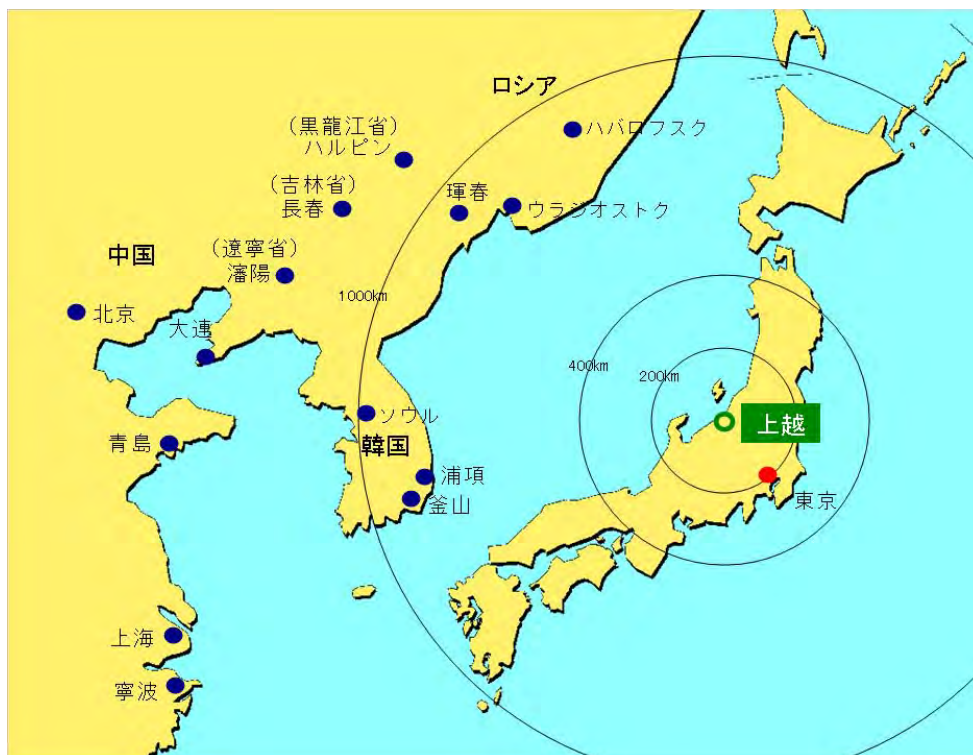 ロシア
ハバロフスク
（黒龍江省）
ハルピン
（吉林省）
長春
琿春
ウラジオストク
中国
（遼寧省）
瀋陽
1000km
北京
大連
400km
200km
ソウル
上越
青島
韓国
浦項
釜山
東京
上海
寧波